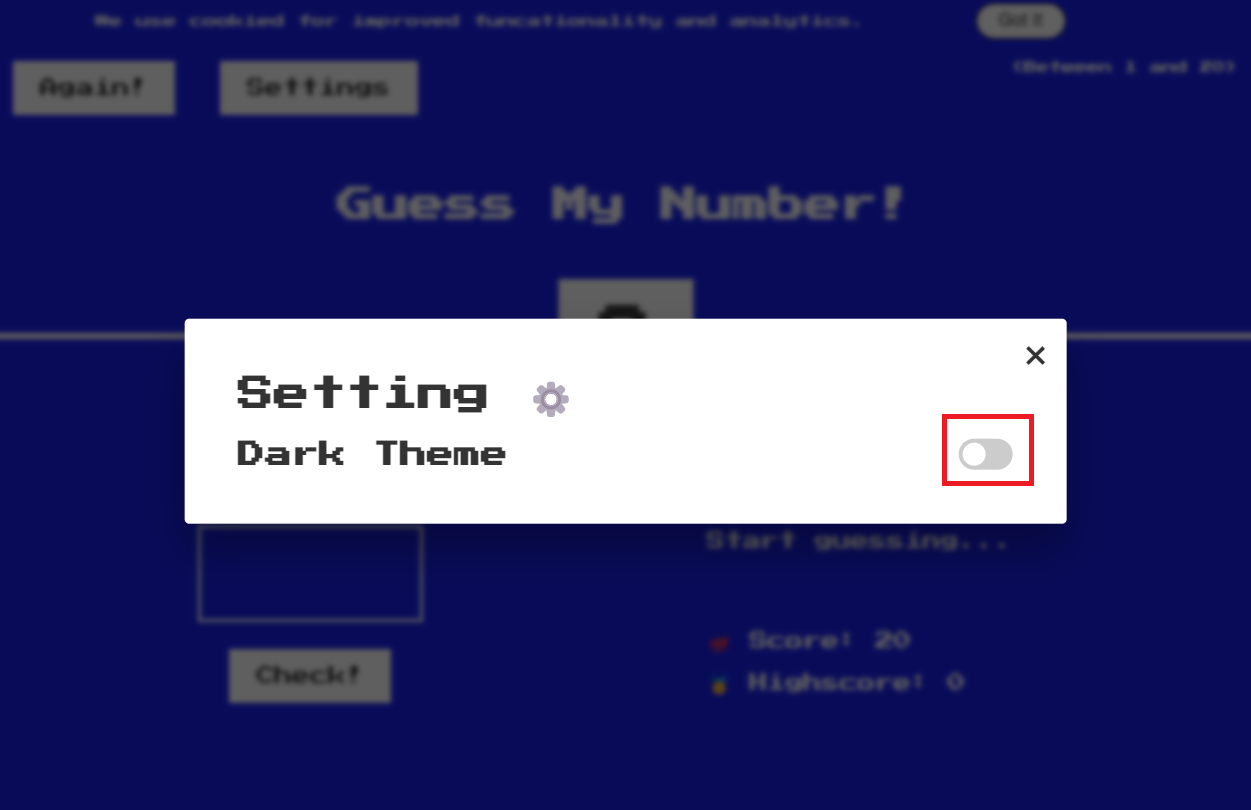 We use cookied for improved funcationality and analytics.
Got it
(Between 1 and 20)
Again!
Settings
Guess My Number!
Setting
Dark Theme
Start guessing...
Score: 20
Highscore: 0
Check!